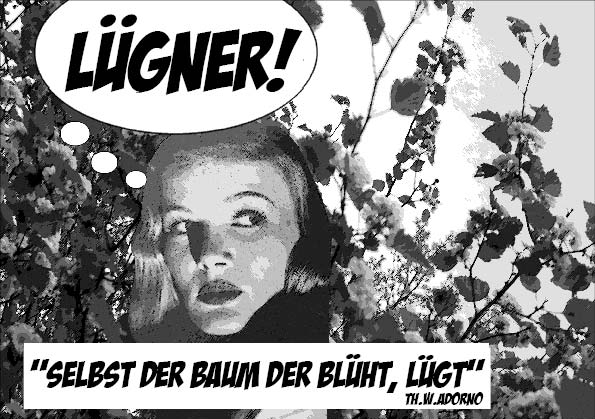 LÜGNER!
"SELBST DER BAUM DER BLÜHT, LÜGT"
TH.W.ADORNO